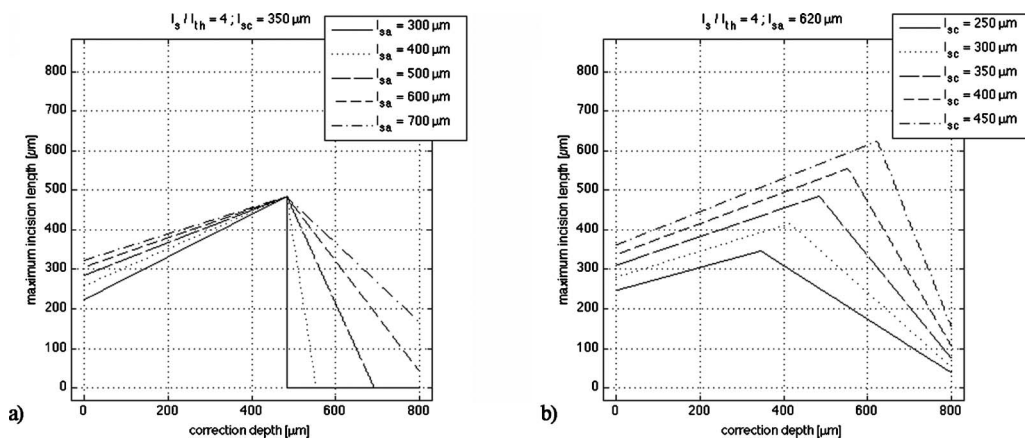 I_s / I_th = 4 ; l_sc = 350 µm
l_sa = 300 µm
l_sa = 400 µm
l_sa = 500 µm
l_sa = 600 µm
l_sa = 700 µm
800
700
600
500
400
300
200
100
0
maximum incision length [µm]
0 200 400 600 800
correction depth [µm]
a)
I_s / I_th = 4 ; l_sa = 620 µm
l_sc = 250 µm
l_sc = 300 µm
l_sc = 350 µm
l_sc = 400 µm
l_sc = 450 µm
800
700
600
500
400
300
200
100
0
maximum incision length [µm]
0 200 400 600 800
correction depth [µm]
b)